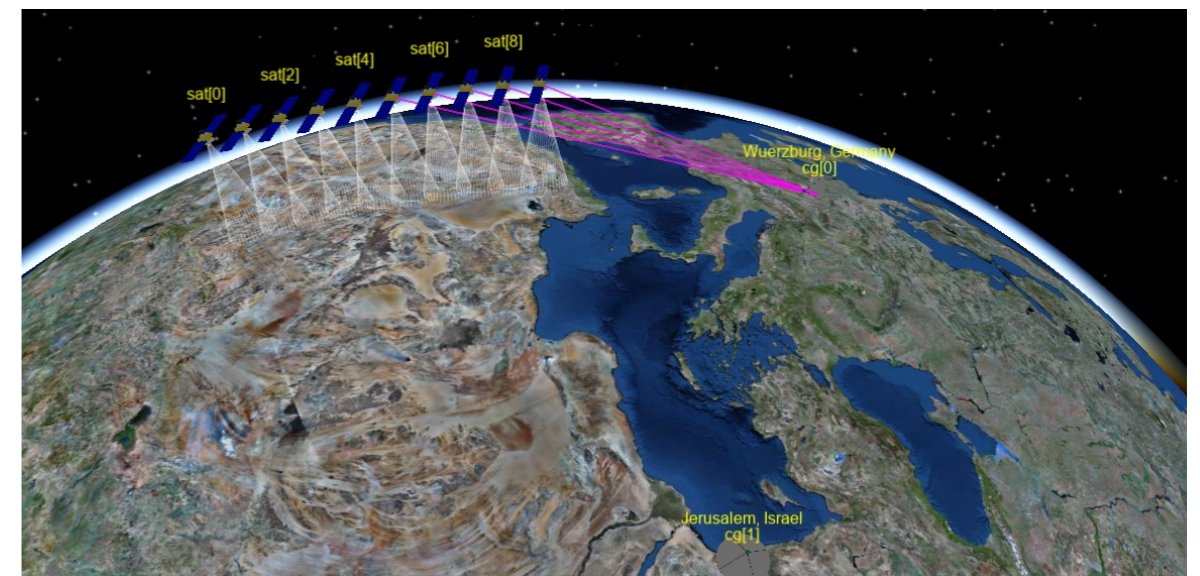 sat[0]
sat[2]
sat[4]
sat[6]
sat[8]
Wuerzburg, Germany
cg[0]
Jerusalem, Israel
cg[1]